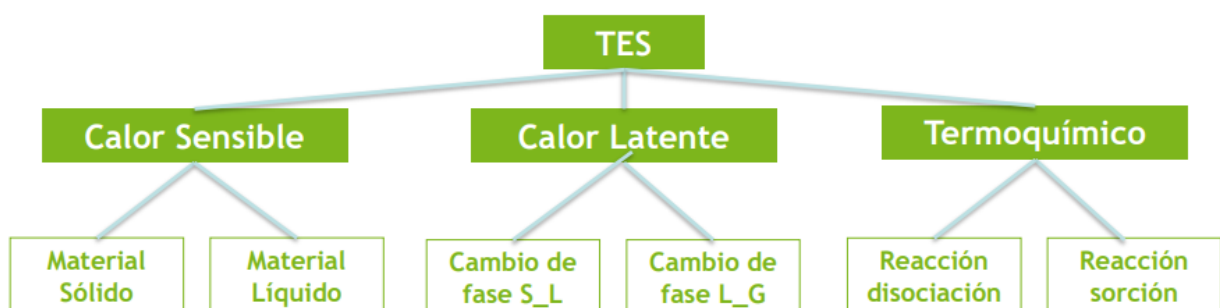 TES
Calor Sensible
Calor Latente
Termoquímico
Material
Sólido
Material
Líquido
Cambio de
fase S_L
Cambio de
fase L_G
Reacción
disociación
Reacción
sorción